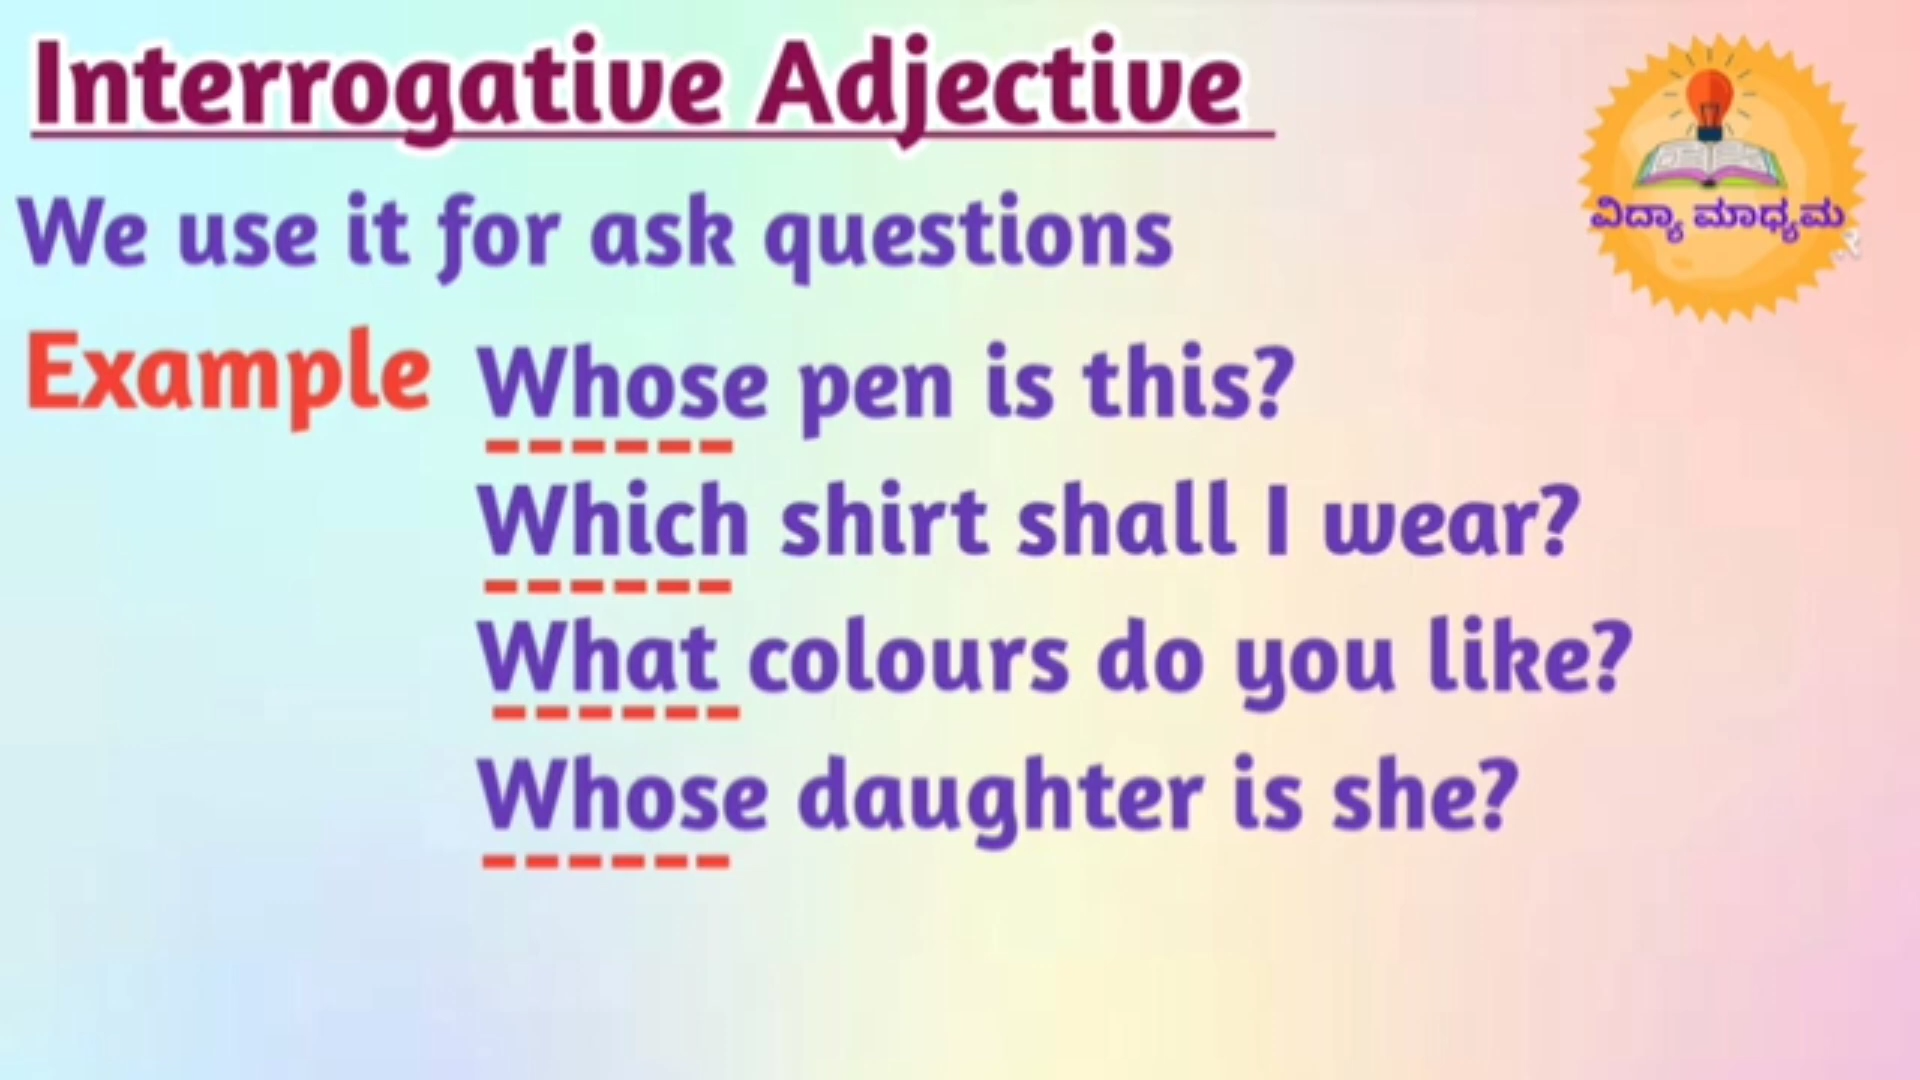 Interrogative Adjective
ವಿದ್ಯಾ ಮಾಧ್ಯಮ
We use it for ask questions
Example
Whose pen is this?
Which shirt shall I wear?
What colours do you like?
Whose daughter is she?